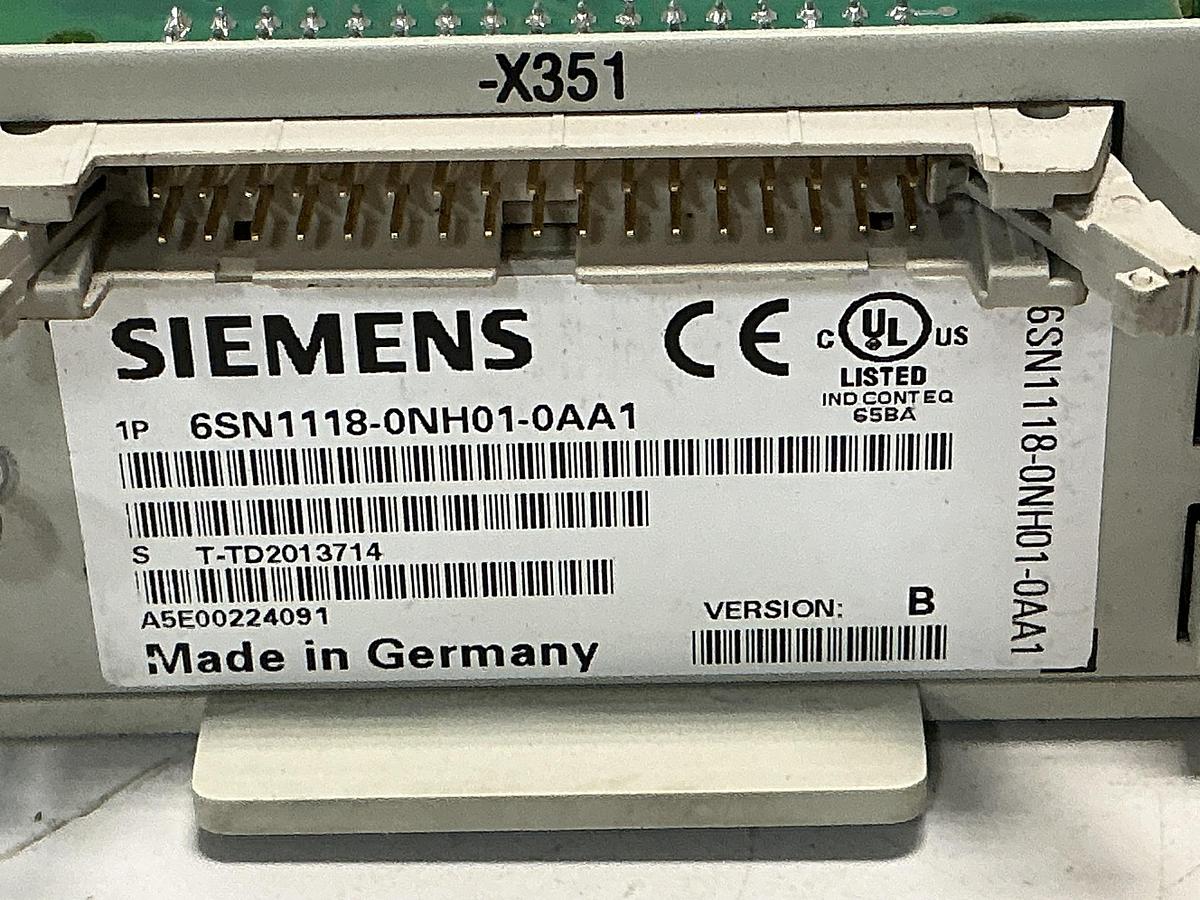 -X351
SIEMENS
CE
C UL US
LISTED
IND CONT EQ
65BA
1P 6SN1118-0NH01-0AA1
S T-TD2013714
A5E00224091
VERSION: B
Made in Germany
6SN1118-0NH01-0AA1